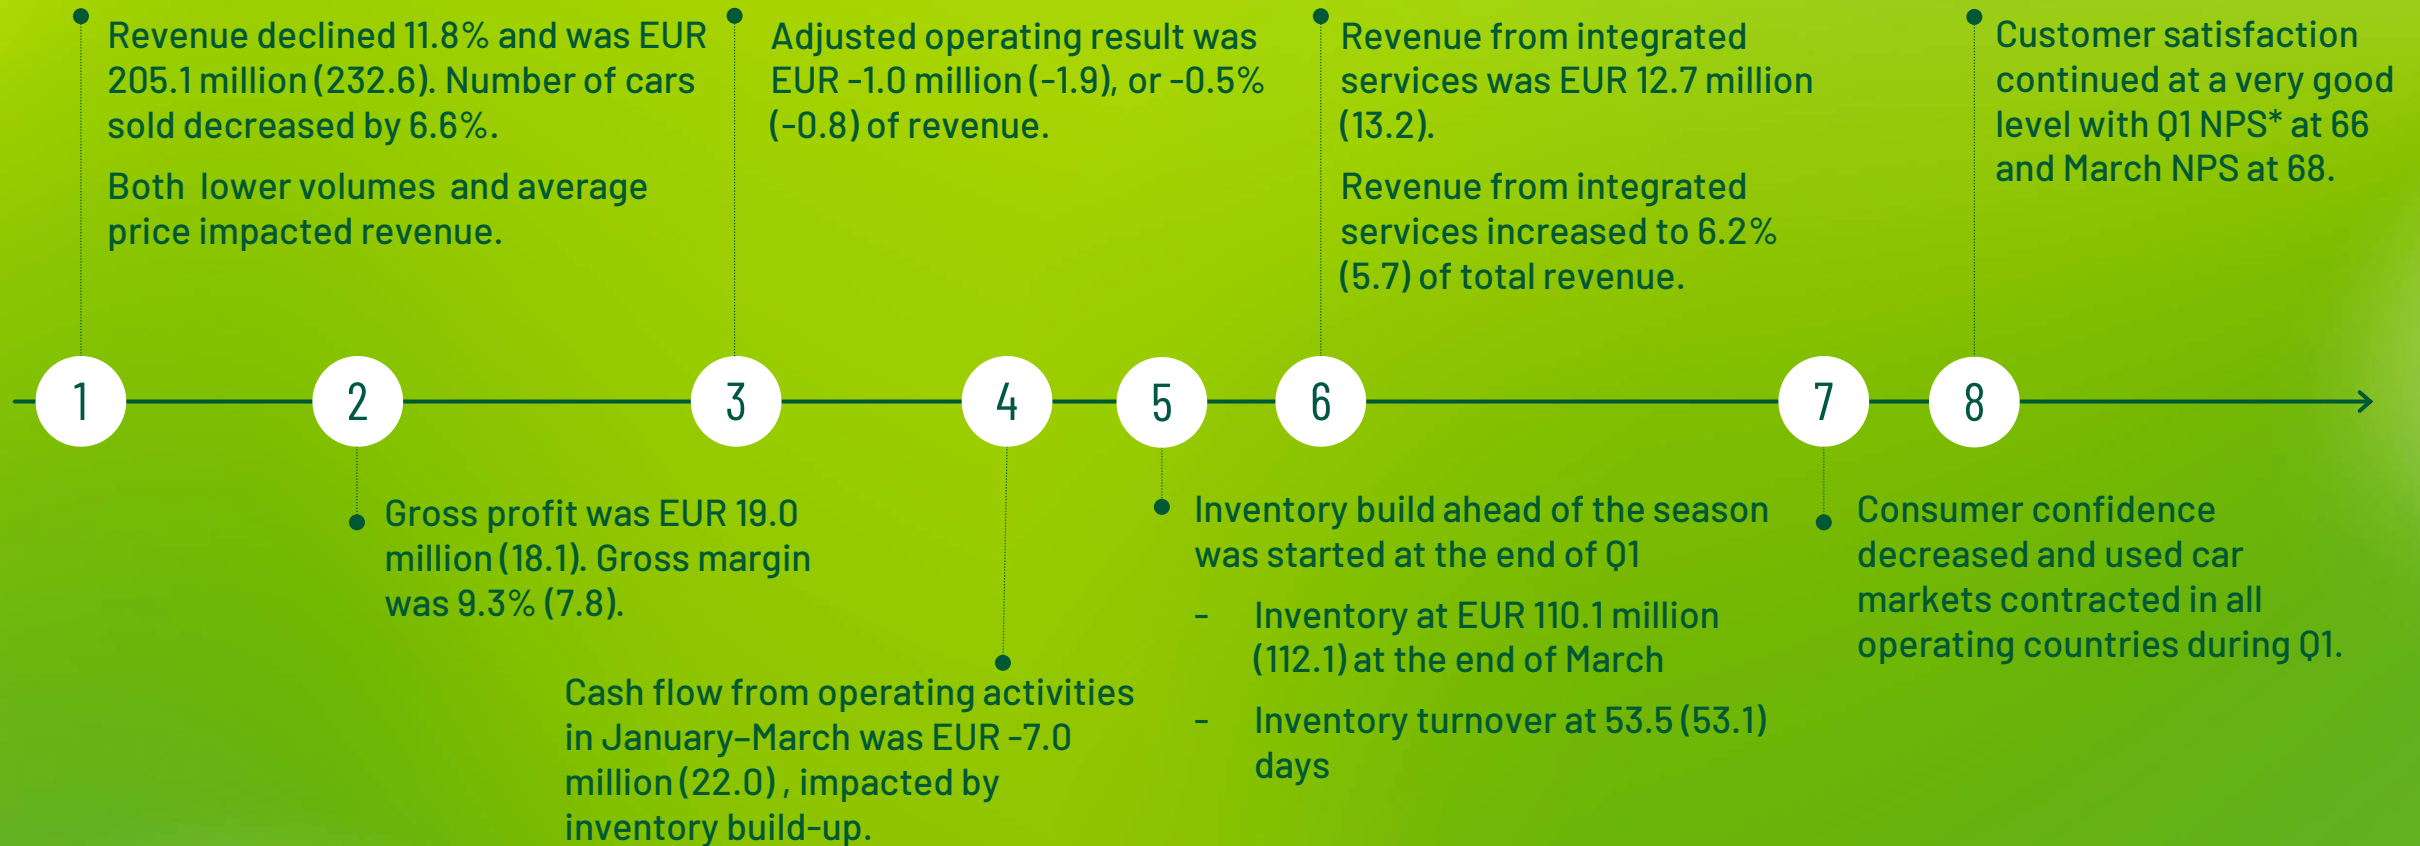 Revenue declined 11.8% and was EUR
205.1 million (232.6). Number of cars
sold decreased by 6.6%.
Both lower volumes and average
price impacted revenue.
Adjusted operating result was
EUR -1.0 million (-1.9), or -0.5%
(-0.8) of revenue.
Revenue from integrated
services was EUR 12.7 million
(13.2).
Revenue from integrated
services increased to 6.2%
(5.7) of total revenue.
Customer satisfaction
continued at a very good
level with Q1 NPS* at 66
and March NPS at 68.
1
2
3
4
5
6
7
8
Gross profit was EUR 19.0
million (18.1). Gross margin
was 9.3% (7.8).
Cash flow from operating activities
in January–March was EUR -7.0
million (22.0) , impacted by
inventory build-up.
Inventory build ahead of the season
was started at the end of Q1
- Inventory at EUR 110.1 million
(112.1) at the end of March
- Inventory turnover at 53.5 (53.1)
days
Consumer confidence
decreased and used car
markets contracted in all
operating countries during Q1.